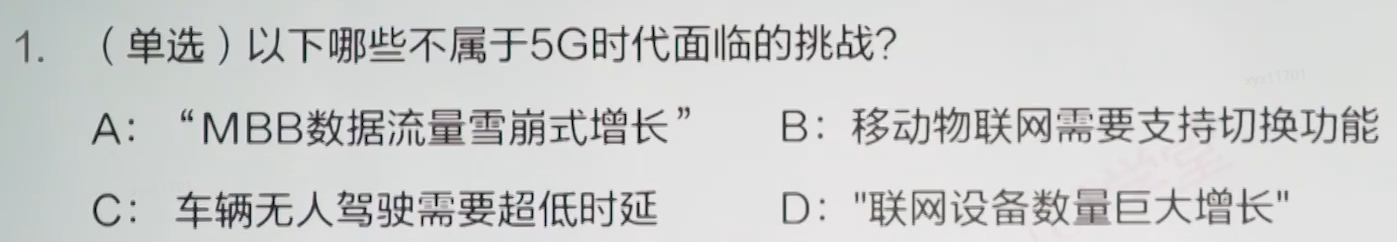 1. （单选）以下哪些不属于5G时代面临的挑战？
A：“MBB数据流量雪崩式增长” B：移动物联网需要支持切换功能
C：车辆无人驾驶需要超低时延 D："联网设备数量巨大增长"